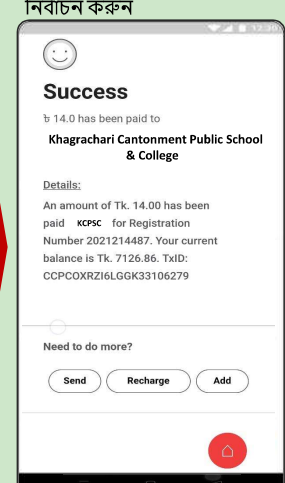 নির্বাচন করুন
12:30
Success
৳ 14.0 has been paid to
Khagrachari Cantonment Public School
& College
Details:
An amount of Tk. 14.00 has been
paid KCPSC for Registration
Number 2021214487. Your current
balance is Tk. 7126.86. TxID:
CCPCOXRZI6LGGK33106279
Need to do more?
Send Recharge Add